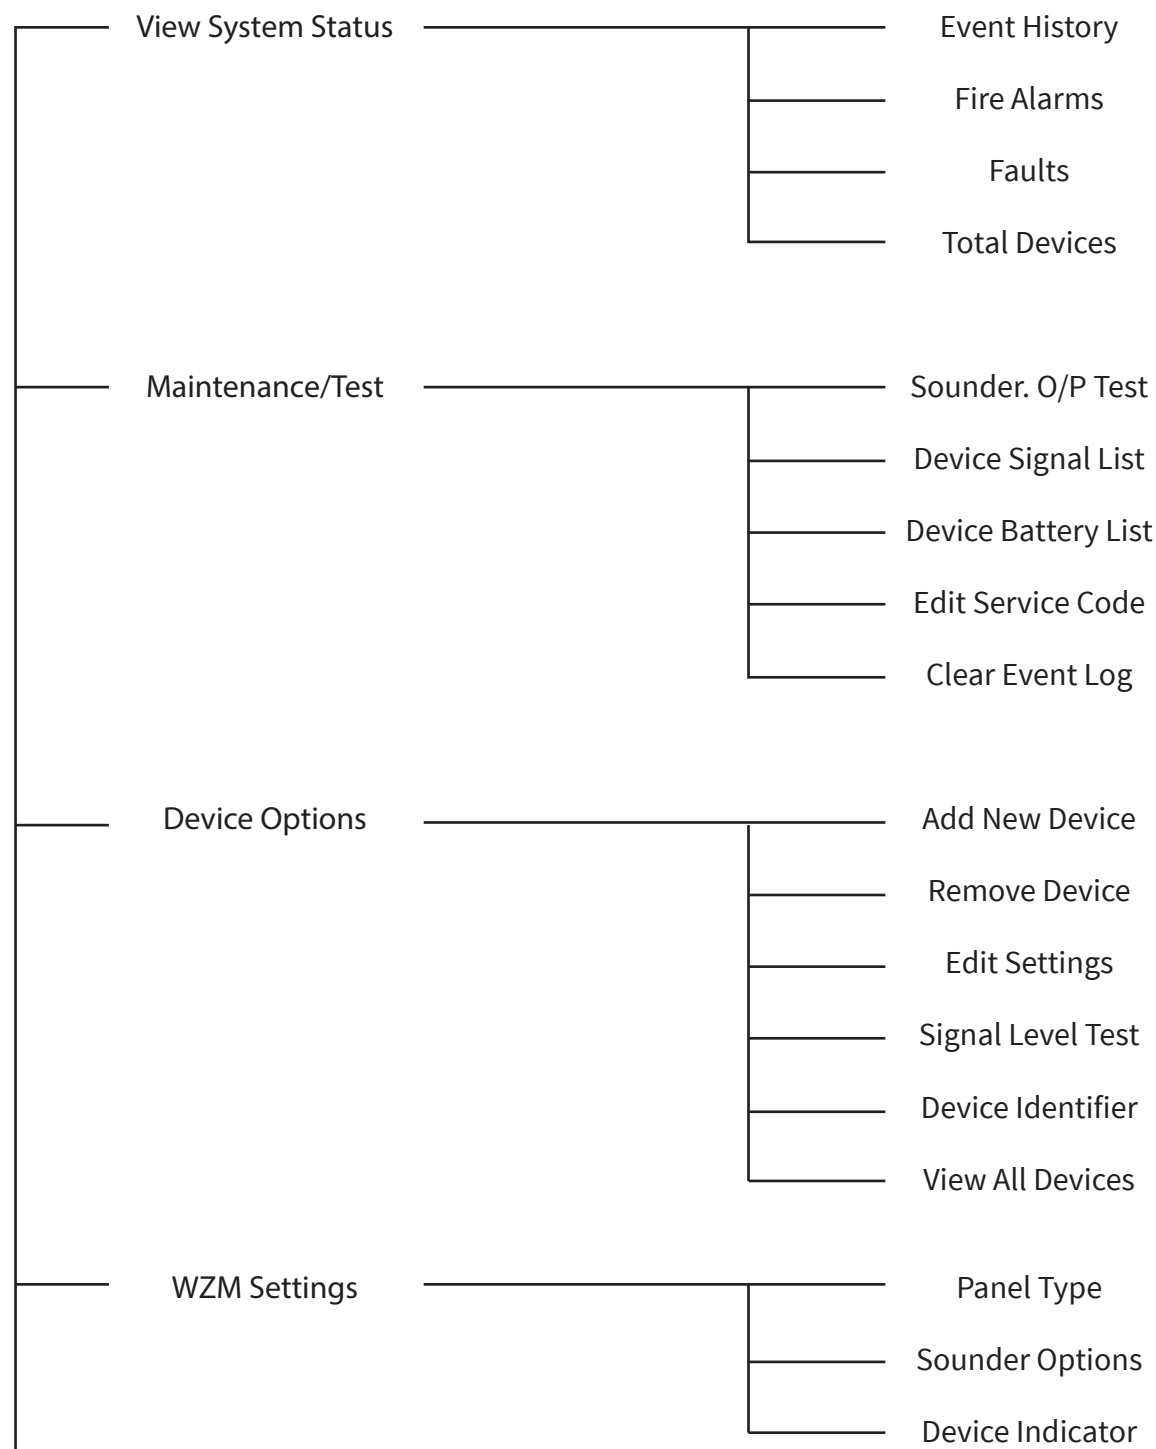 View System Status
Event History
Fire Alarms
Faults
Total Devices
Maintenance/Test
Sounder. O/P Test
Device Signal List
Device Battery List
Edit Service Code
Clear Event Log
Device Options
Add New Device
Remove Device
Edit Settings
Signal Level Test
Device Identifier
View All Devices
WZM Settings
Panel Type
Sounder Options
Device Indicator